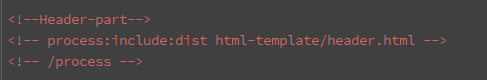 <!--Header-part-->
<!-- process:include:dist html-template/header.html -->
<!-- /process -->